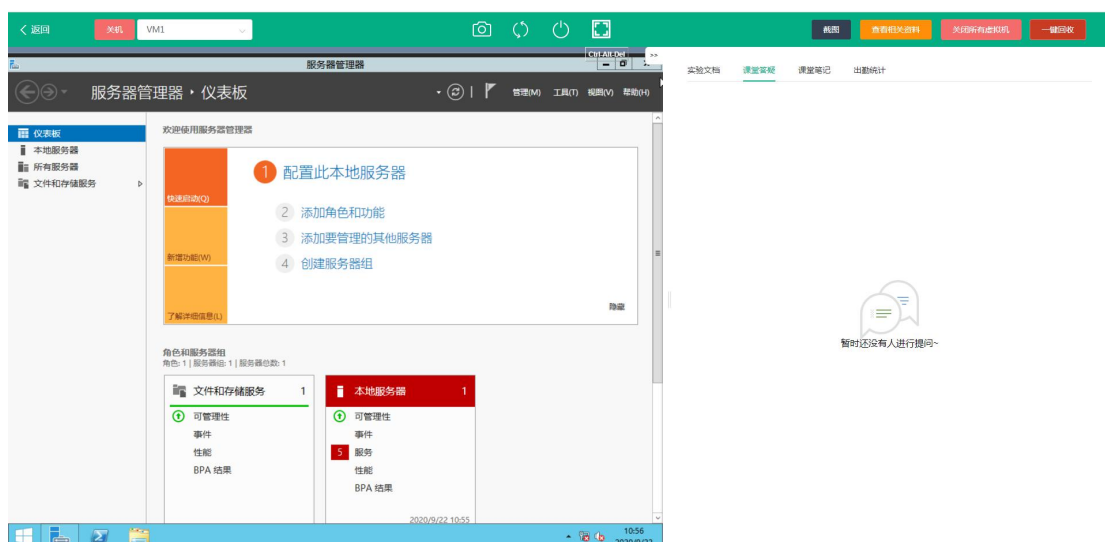 返回
关机
VM1
截图
查看相关资料
关闭所有虚拟机
一键回收
Ctrl-Alt-Del
>>
服务器管理器
服务器管理器 · 仪表板
管理(M) 工具(T) 视图(V) 帮助(H)
仪表板
本地服务器
所有服务器
文件和存储服务
欢迎使用服务器管理器
快速启动(Q)
新增功能(W)
了解详细信息(L)
1 配置此本地服务器
2 添加角色和功能
3 添加要管理的其他服务器
4 创建服务器组
隐藏
角色和服务器组
角色: 1 | 服务器组: 1 | 服务器总数: 1
文件和存储服务 1
可管理性
事件
性能
BPA 结果
本地服务器 1
可管理性
事件
5 服务
性能
BPA 结果
2020/9/22 10:55
10:56
实验文档 课堂答疑 课堂笔记 出勤统计
暂时还没有人进行提问~